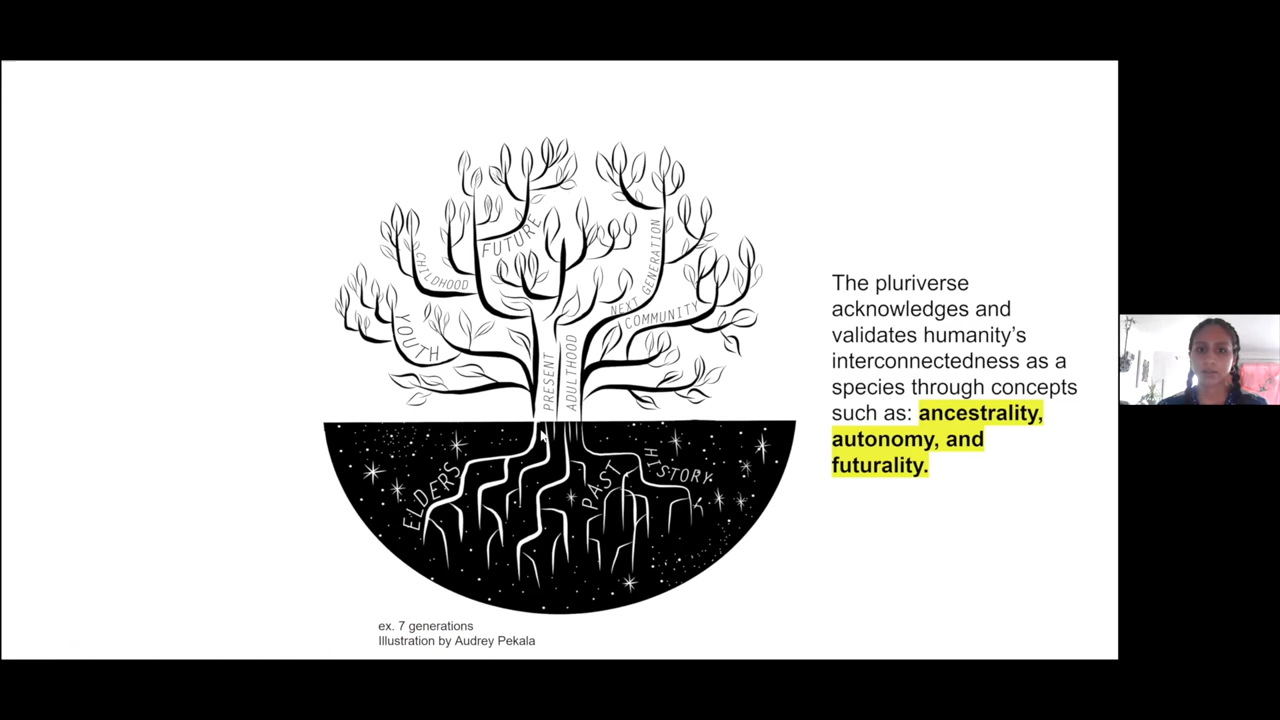 FUTURE
CHILDHOOD
NEXT GENERATION
COMMUNITY
YOUTH
PRESENT
ADULTHOOD
ELDERS
PAST
HISTORY
The pluriverse
acknowledges and
validates humanity’s
interconnectedness as a
species through concepts
such as: ancestrality,
autonomy, and
futurality.
ex. 7 generations
Illustration by Audrey Pekala